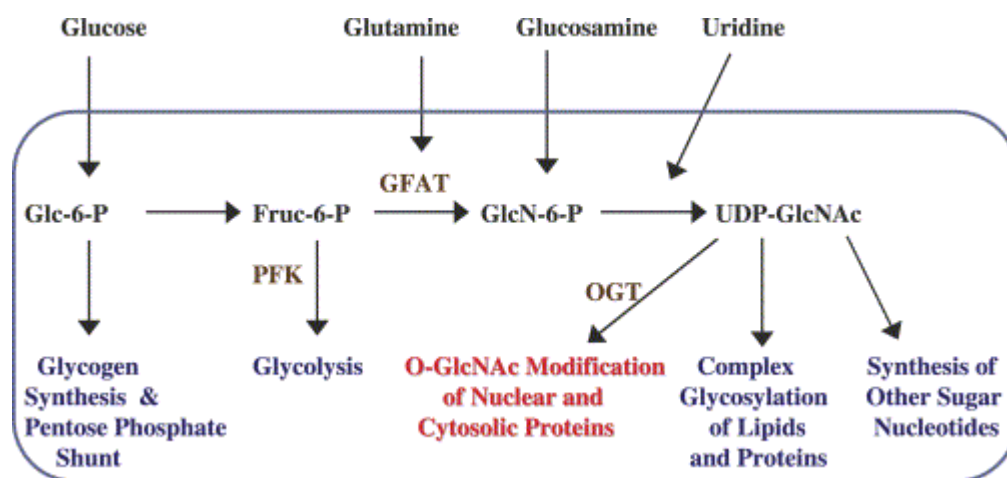 Glucose
Glutamine
Glucosamine
Uridine
GFAT
Glc-6-P
Fruc-6-P
GlcN-6-P
UDP-GlcNAc
PFK
OGT
Glycogen
Synthesis &
Pentose Phosphate
Shunt
Glycolysis
O-GlcNAc Modification
of Nuclear and
Cytosolic Proteins
Complex
Glycosylation
of Lipids
and Proteins
Synthesis of
Other Sugar
Nucleotides